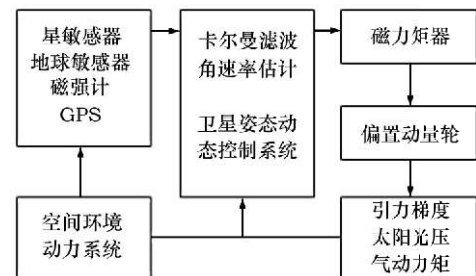 星敏感器
地球敏感器
磁强计
GPS
卡尔曼滤波
角速率估计
卫星姿态动
态控制系统
磁力矩器
偏置动量轮
引力梯度
太阳光压
气动力矩
空间环境
动力系统